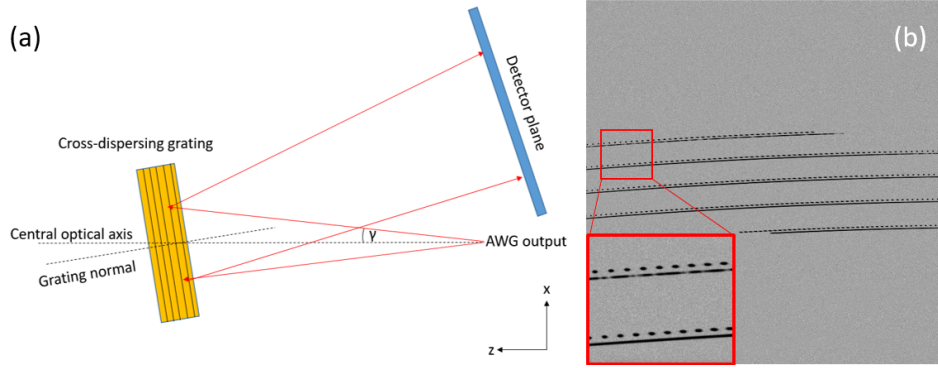 (a)
Detector plane
Cross-dispersing grating
Central optical axis
γ
AWG output
Grating normal
x
z
(b)